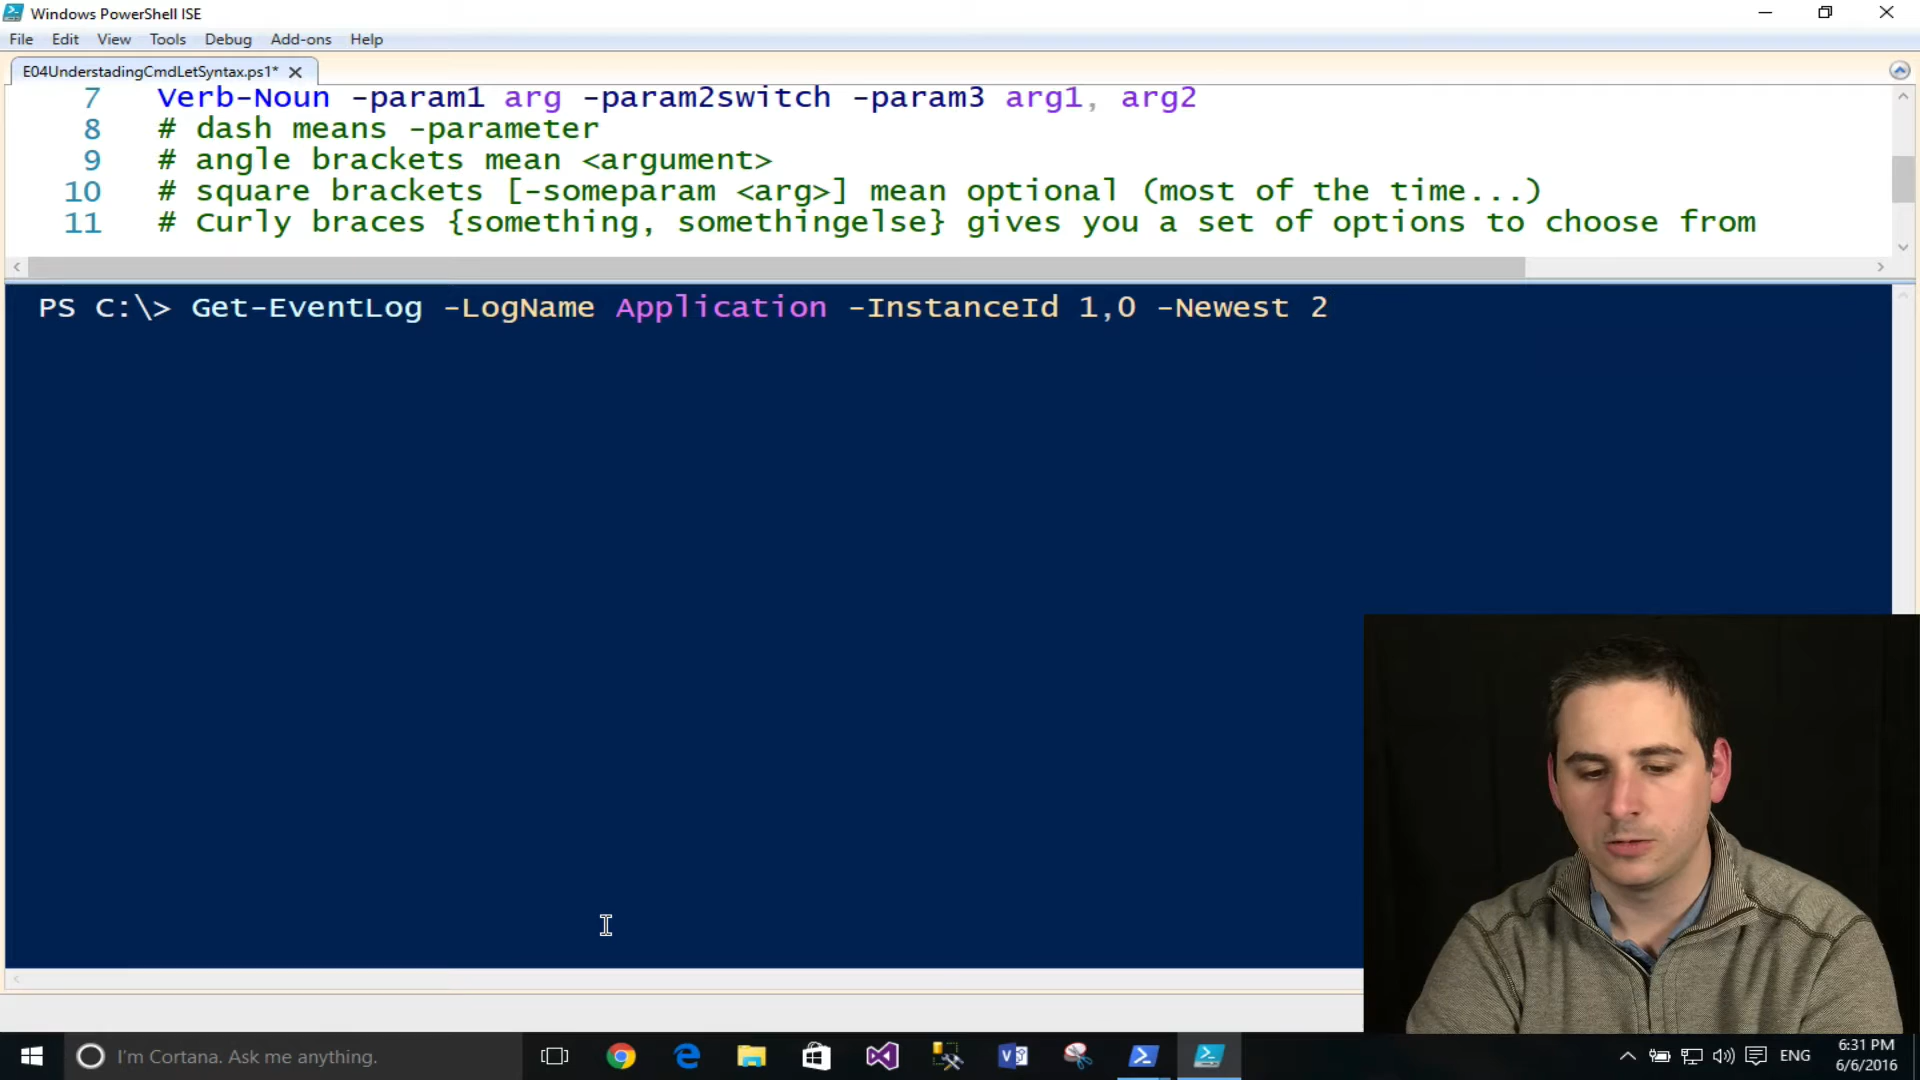 Windows PowerShell ISE
File Edit View Tools Debug Add-ons Help
E04UnderstadingCmdLetSyntax.ps1*
7 Verb-Noun -param1 arg -param2switch -param3 arg1, arg2
8 # dash means -parameter
9 # angle brackets mean <argument>
10 # square brackets [-someparam <arg>] mean optional (most of the time...)
11 # Curly braces {something, somethingelse} gives you a set of options to choose from
PS C:\> Get-EventLog -LogName Application -InstanceId 1,0 -Newest 2
I'm Cortana. Ask me anything.
ENG
6:31 PM
6/6/2016